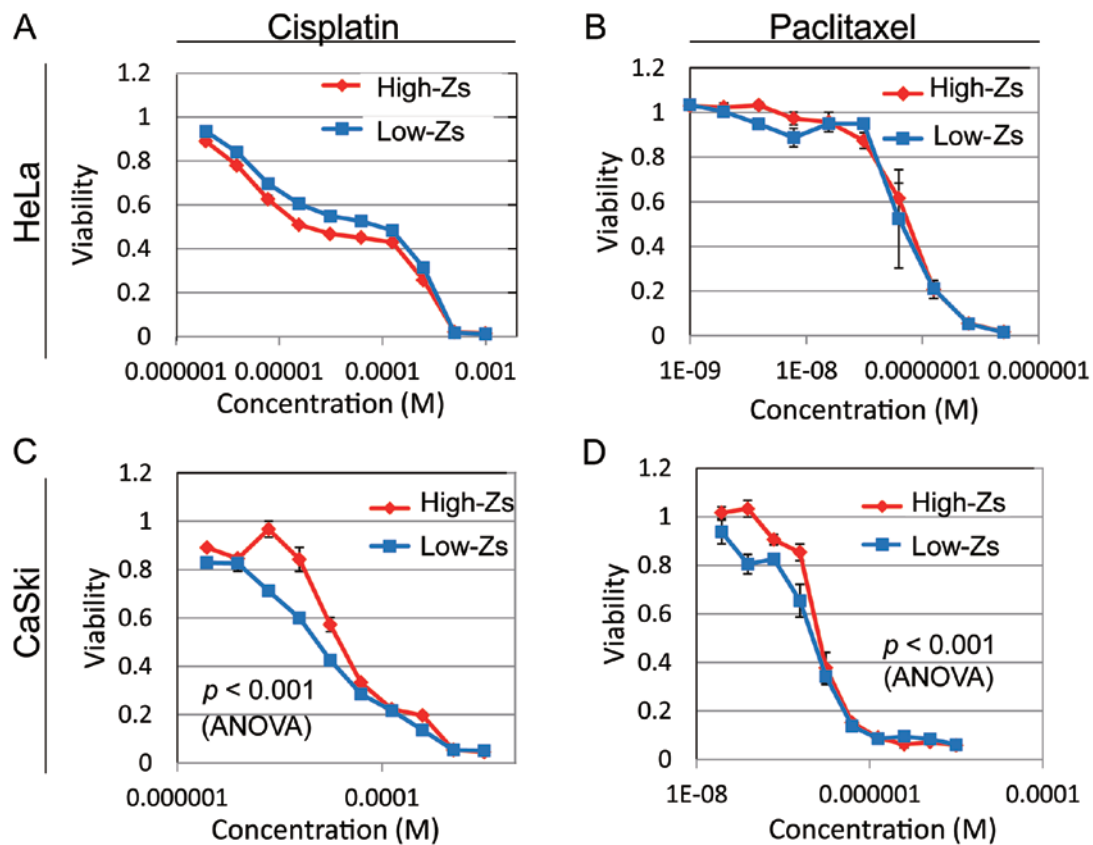 A
Cisplatin
B
Paclitaxel
HeLa
1.2
1
0.8
0.6
0.4
0.2
0
Viability
High-Zs
Low-Zs
0.000001
0.00001
0.0001
0.001
Concentration (M)
1.2
1
0.8
0.6
0.4
0.2
0
Viability
High-Zs
Low-Zs
1E-09
1E-08
0.0000001
0.000001
Concentration (M)
C
D
CaSki
1.2
1
0.8
0.6
0.4
0.2
0
Viability
High-Zs
Low-Zs
p < 0.001
(ANOVA)
0.000001
0.0001
Concentration (M)
1.2
1
0.8
0.6
0.4
0.2
0
Viability
High-Zs
Low-Zs
p < 0.001
(ANOVA)
1E-08
0.000001
0.0001
Concentration (M)